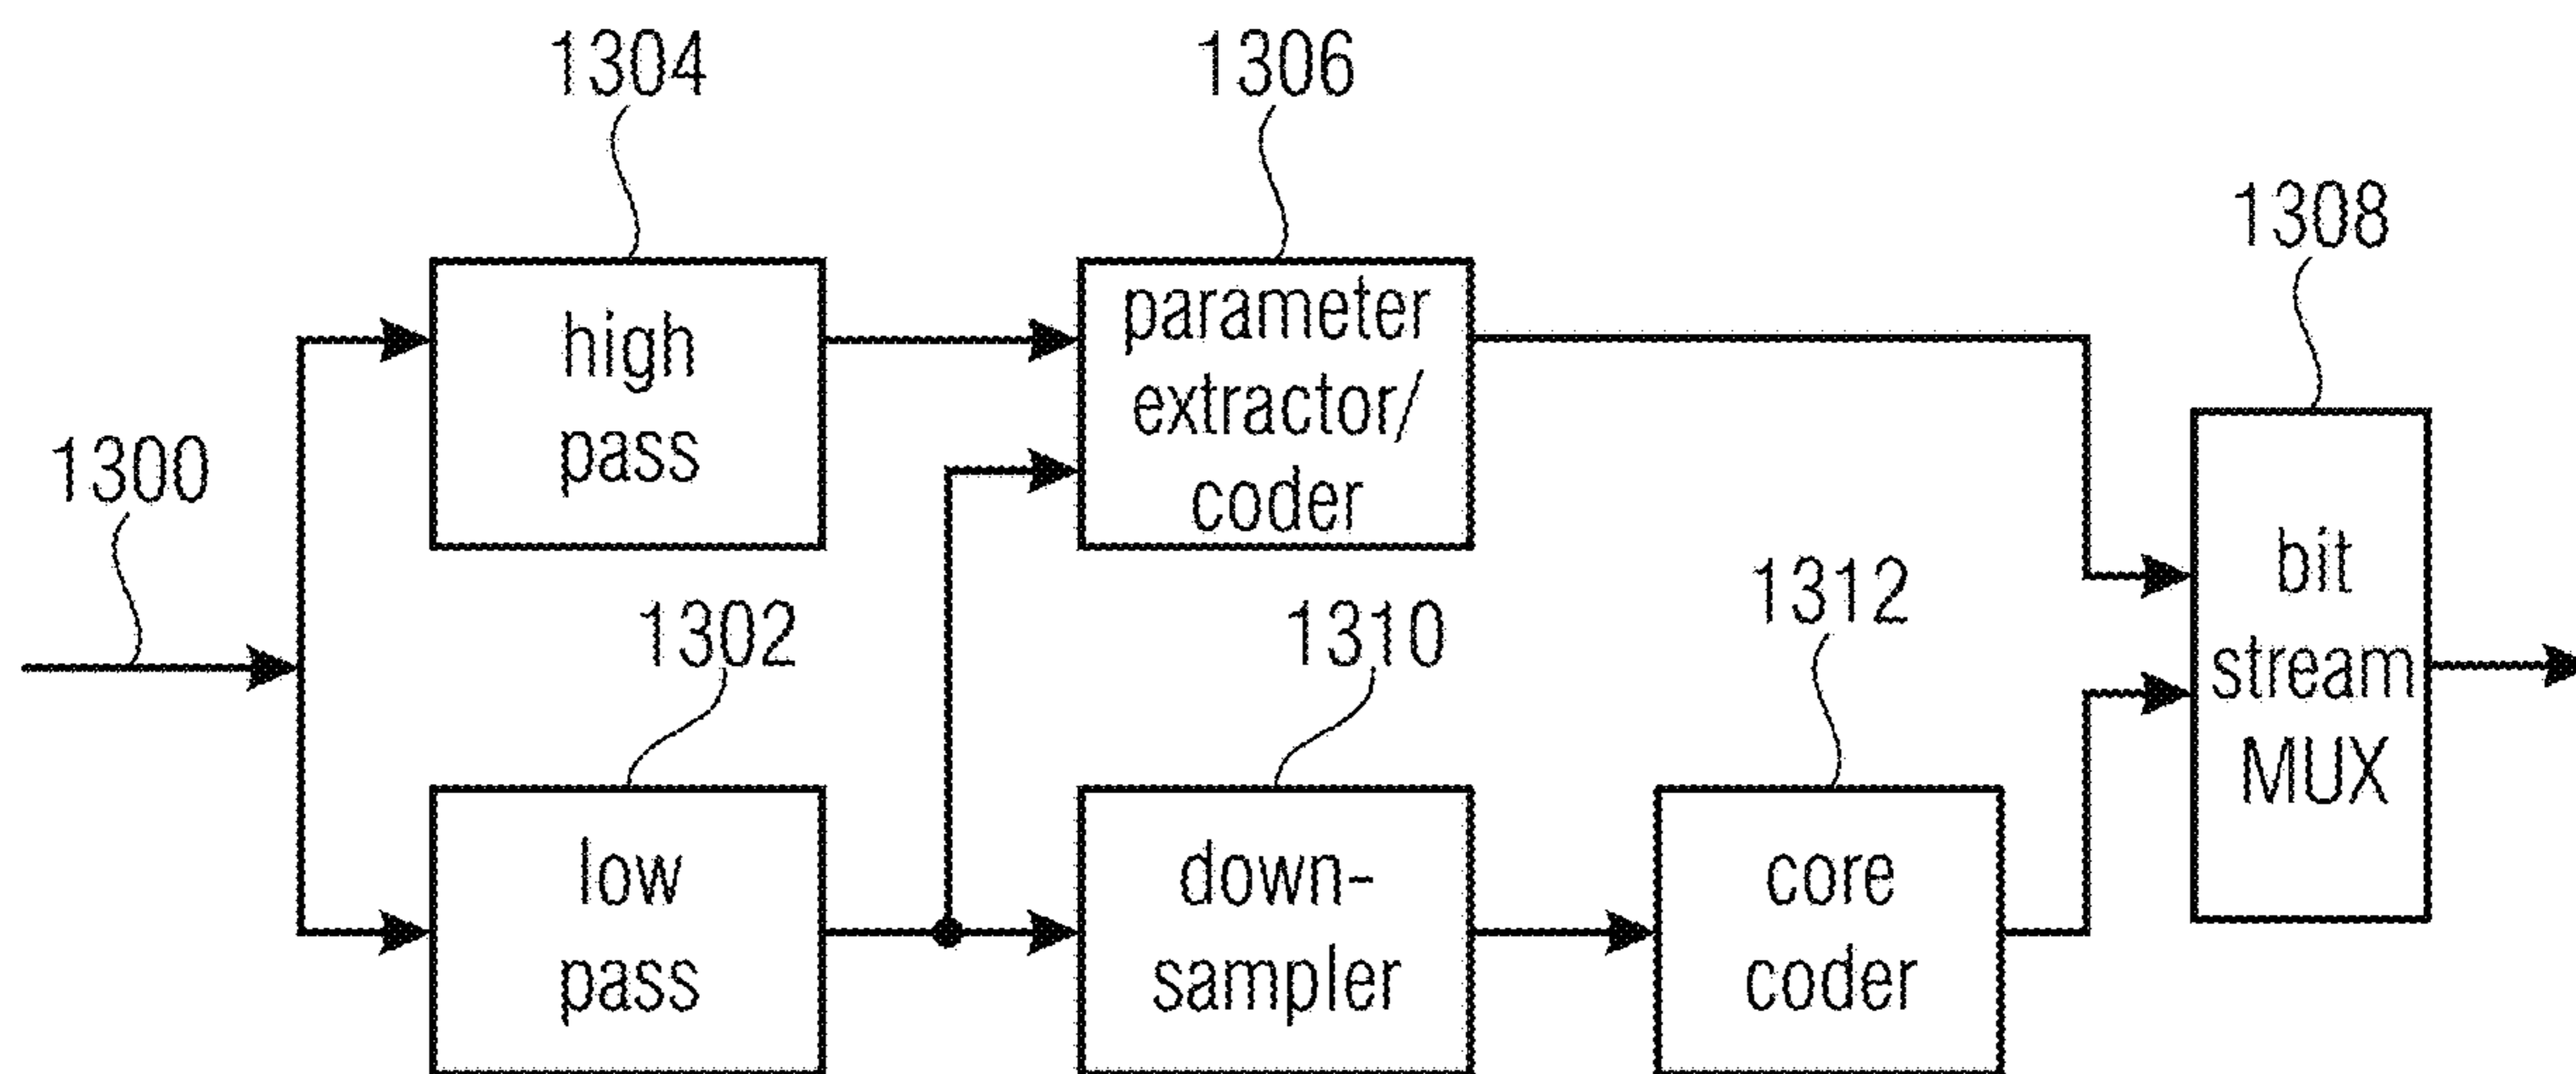 1304
1306
1308
high
pass
parameter
extractor/
coder
1300
bit
stream
MUX
1302
1310
1312
low
pass
down-
sampler
core
coder